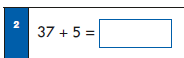 2
37 + 5 =